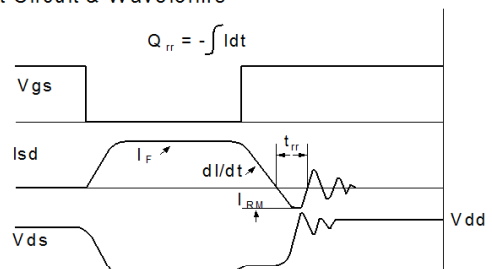 Q rr = -∫Idt
Vgs
Isd
I F
dI/dt
t rr
I RM
Vdd
Vds